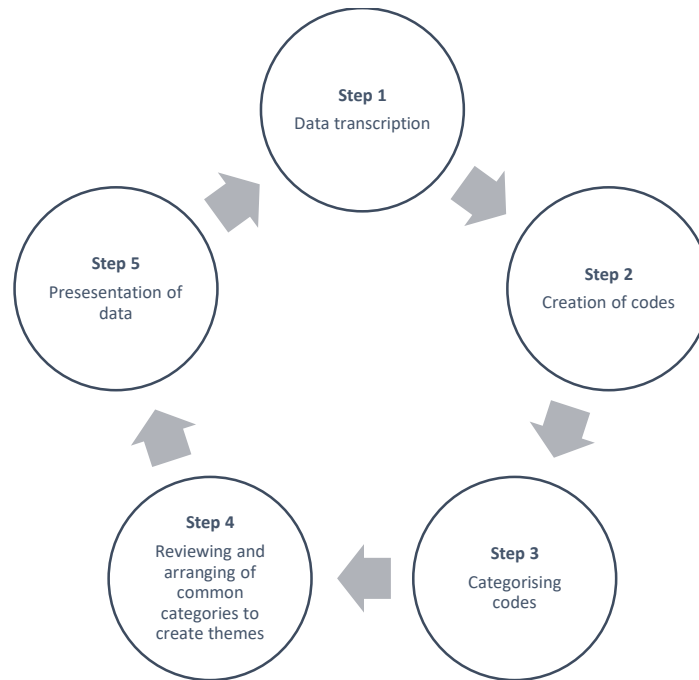 Step 1
Data transcription
Step 2
Creation of codes
Step 3
Categorising
codes
Step 4
Reviewing and
arranging of
common
categories to
create themes
Step 5
Presesentation of
data